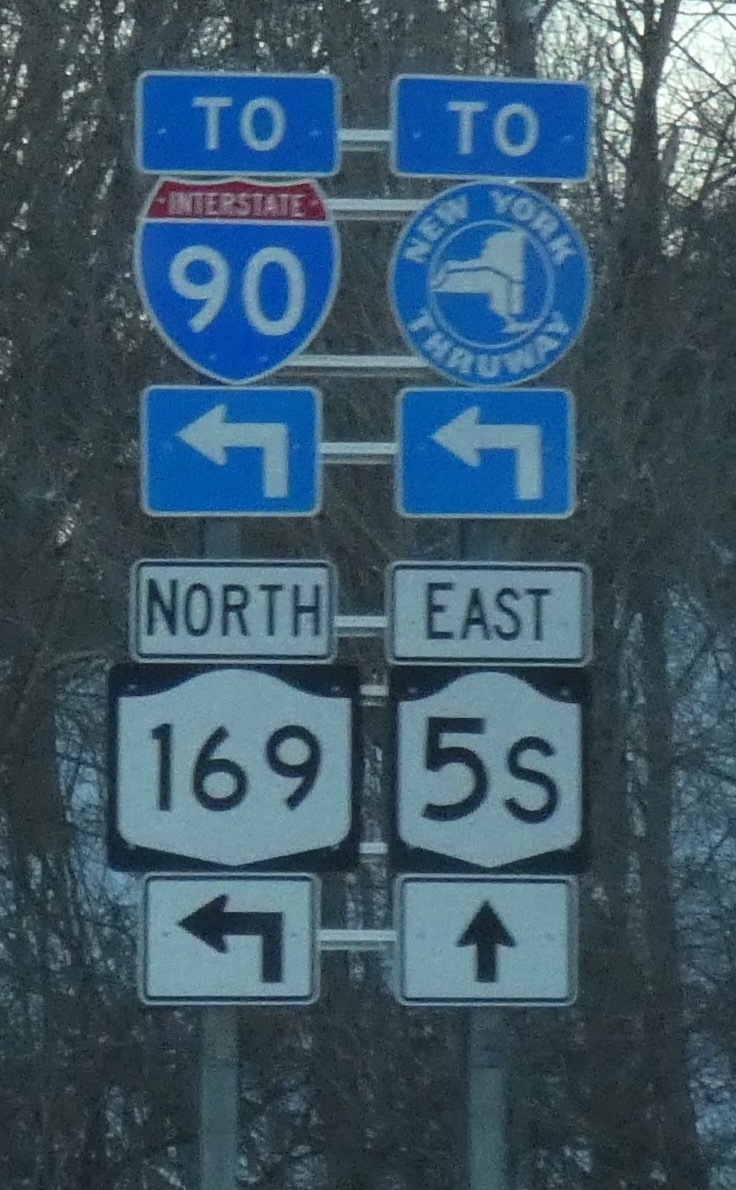 TO
INTERSTATE
90
TO
NEW YORK
THRUWAY
NORTH
169
EAST
5S